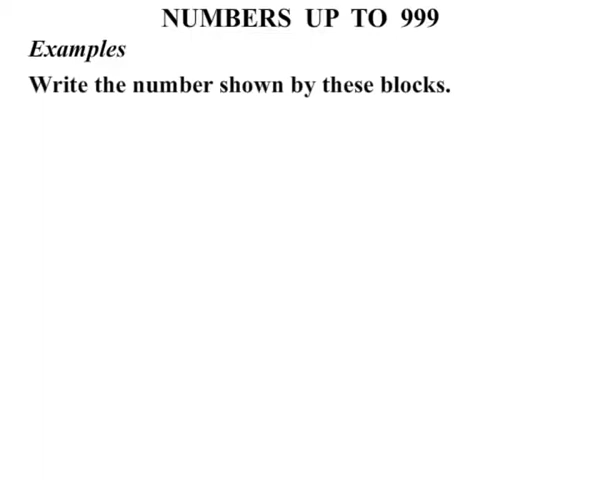 NUMBERS UP TO 999
Examples
Write the number shown by these blocks.